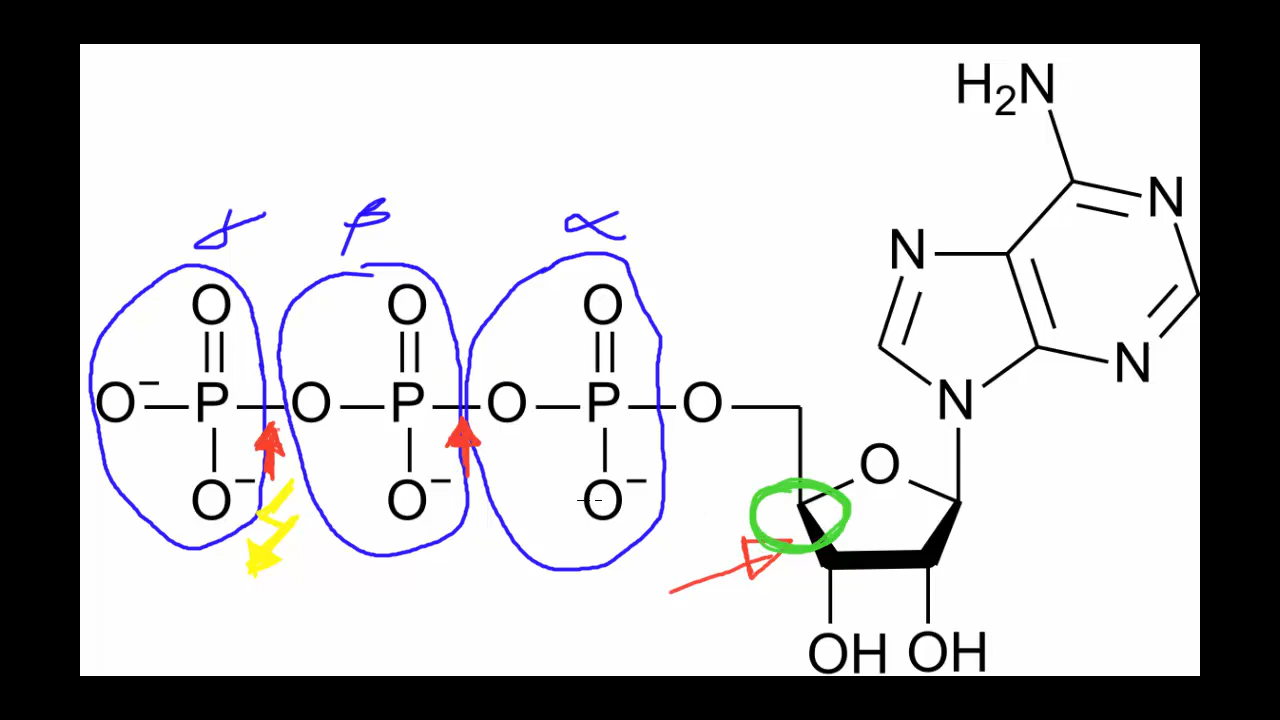 H₂N
N
N
γ β α
O O O
N
O⁻ P O P O P O
N
O
O⁻ O⁻ O⁻
OH OH